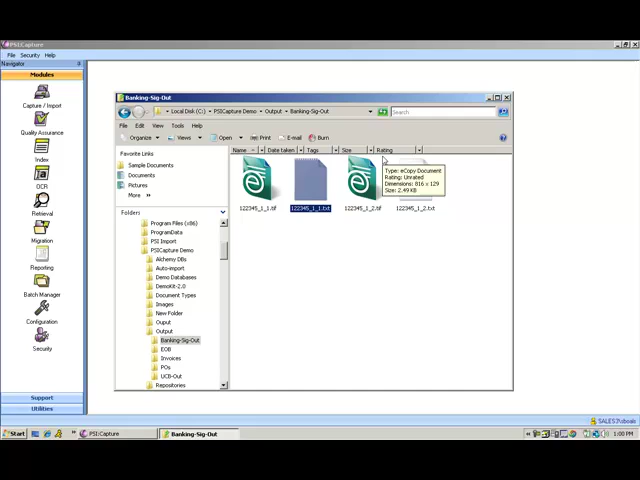 PSI:Capture
File Security Help
Navigator
Modules
Capture / Import
Quality Assurance
Index
OCR
Retrieval
Migration
Reporting
Batch Manager
Configuration
Security
Support
Utilities
Banking-Sig-Out
Local Disk (C:) PSICapture Demo Output Banking-Sig-Out
Search
File Edit View Tools Help
Organize Views Open Print E-mail Burn
Favorite Links
Sample Documents
Documents
Pictures
More »
Folders
Program Files (x86)
ProgramData
PSI Import
PSICapture Demo
Alchemy DBs
Auto-import
Demo Databases
DemoKit-2.0
Document Types
Images
New Folder
Ouput
Output
Banking-Sig-Out
EOB
Invoices
POs
UCB-Out
Repositories
Name Date taken Tags Size Rating
122345_1_1.tif 122345_1_1.txt 122345_1_2.tif 122345_1_2.txt
Type: eCopy Document
Rating: Unrated
Dimensions: 816 x 129
Size: 2.49 KB
Start
PSI:Capture
Banking-Sig-Out
1:00 PM